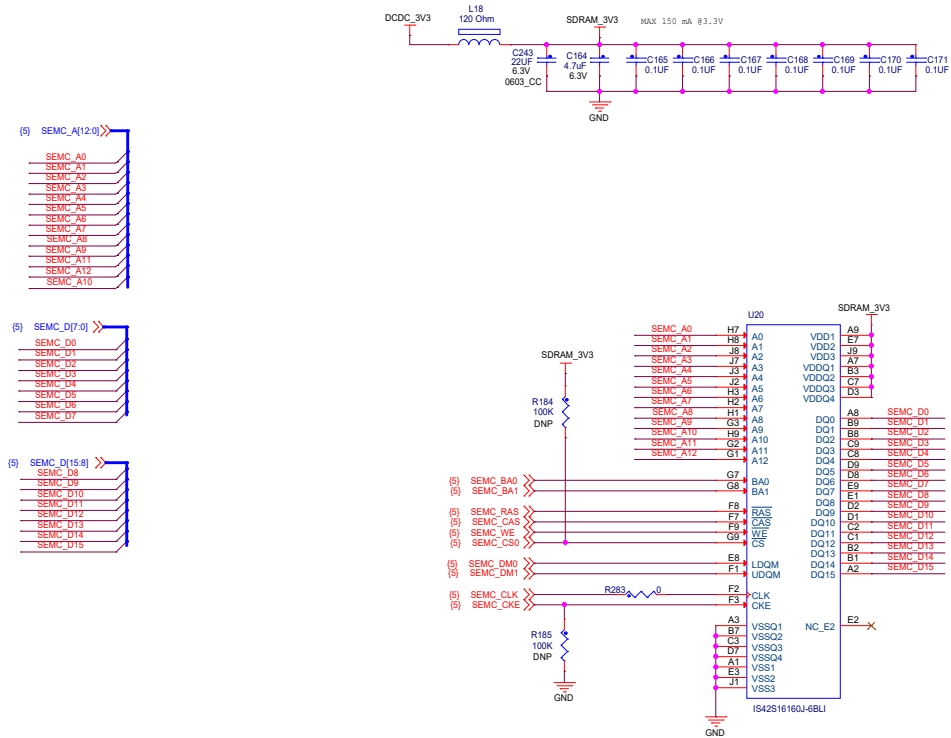 L18
120 Ohm
DCDC_3V3
SDRAM_3V3
MAX 150 mA @3.3V
C243
22UF
6.3V
0603_CC
C164
4.7uF
6.3V
C165
0.1UF
C166
0.1UF
C167
0.1UF
C168
0.1UF
C169
0.1UF
C170
0.1UF
C171
0.1UF
GND
{5} SEMC_A[12:0]
SEMC_A0
SEMC_A1
SEMC_A2
SEMC_A3
SEMC_A4
SEMC_A5
SEMC_A6
SEMC_A7
SEMC_A8
SEMC_A9
SEMC_A11
SEMC_A12
SEMC_A10
{5} SEMC_D[7:0]
SEMC_D0
SEMC_D1
SEMC_D2
SEMC_D3
SEMC_D4
SEMC_D5
SEMC_D6
SEMC_D7
{5} SEMC_D[15:8]
SEMC_D8
SEMC_D9
SEMC_D10
SEMC_D11
SEMC_D12
SEMC_D13
SEMC_D14
SEMC_D15
SDRAM_3V3
R184
100K
DNP
U20
SDRAM_3V3
SEMC_A0 H7 A0
SEMC_A1 H8 A1
SEMC_A2 J8 A2
SEMC_A3 J7 A3
SEMC_A4 J3 A4
SEMC_A5 J2 A5
SEMC_A6 H3 A6
SEMC_A7 H2 A7
SEMC_A8 H1 A8
SEMC_A9 G3 A9
SEMC_A10 H9 A10
SEMC_A11 G2 A11
SEMC_A12 G1 A12
{5} SEMC_BA0 G7 BA0
{5} SEMC_BA1 G8 BA1
{5} SEMC_RAS F8 RAS
{5} SEMC_CAS F7 CAS
{5} SEMC_WE F9 WE
{5} SEMC_CS0 G9 CS
{5} SEMC_DM0 E8 LDQM
{5} SEMC_DM1 F1 UDQM
{5} SEMC_CLK R283 0 F2 CLK
{5} SEMC_CKE F3 CKE
R185
100K
DNP
GND
A3 VSSQ1
B7 VSSQ2
C3 VSSQ3
D7 VSSQ4
A1 VSS1
E3 VSS2
J1 VSS3
GND
VDD1 A9
VDD2 E7
VDD3 J9
VDDQ1 A7
VDDQ2 B3
VDDQ3 C7
VDDQ4 D3
DQ0 A8 SEMC_D0
DQ1 B9 SEMC_D1
DQ2 B8 SEMC_D2
DQ3 C9 SEMC_D3
DQ4 C8 SEMC_D4
DQ5 D9 SEMC_D5
DQ6 D8 SEMC_D6
DQ7 E9 SEMC_D7
DQ8 E1 SEMC_D8
DQ9 D2 SEMC_D9
DQ10 D1 SEMC_D10
DQ11 C2 SEMC_D11
DQ12 C1 SEMC_D12
DQ13 B2 SEMC_D13
DQ14 B1 SEMC_D14
DQ15 A2 SEMC_D15
NC_E2 E2
IS42S16160J-6BLI